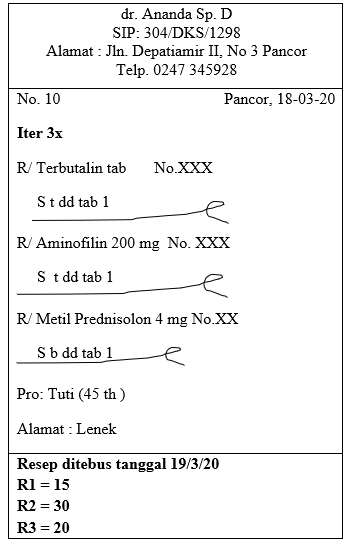 dr. Ananda Sp. D
SIP: 304/DKS/1298
Alamat : Jln. Depatiamir II, No 3 Pancor
Telp. 0247 345928
No. 10 Pancor, 18-03-20
Iter 3x
R/ Terbutalin tab No.XXX
S t dd tab 1
R/ Aminofilin 200 mg No. XXX
S t dd tab 1
R/ Metil Prednisolon 4 mg No.XX
S b dd tab 1
Pro: Tuti (45 th )
Alamat : Lenek
Resep ditebus tanggal 19/3/20
R1 = 15
R2 = 30
R3 = 20